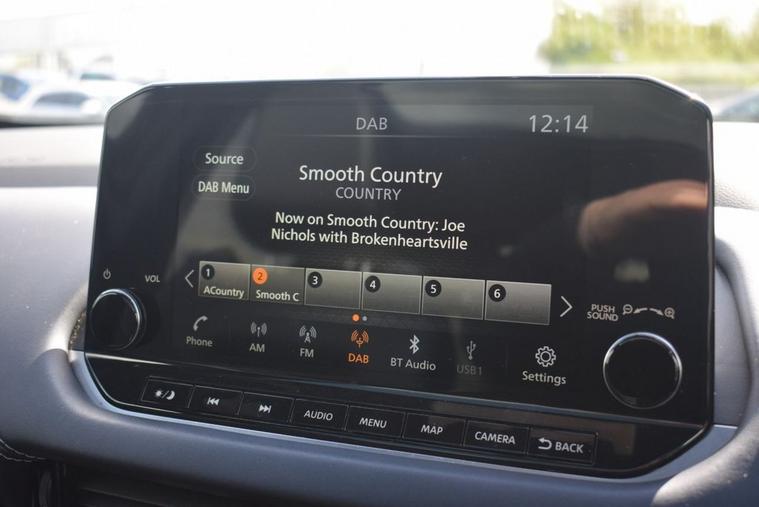 DAB
12:14
Source
DAB Menu
Smooth Country
COUNTRY
Now on Smooth Country: Joe
Nichols with Brokenheartsville
1
ACountry
2
Smooth C
3
4
5
6
VOL
PUSH
SOUND
Phone
AM
FM
DAB
BT Audio
USB1
Settings
AUDIO
MENU
MAP
CAMERA
BACK